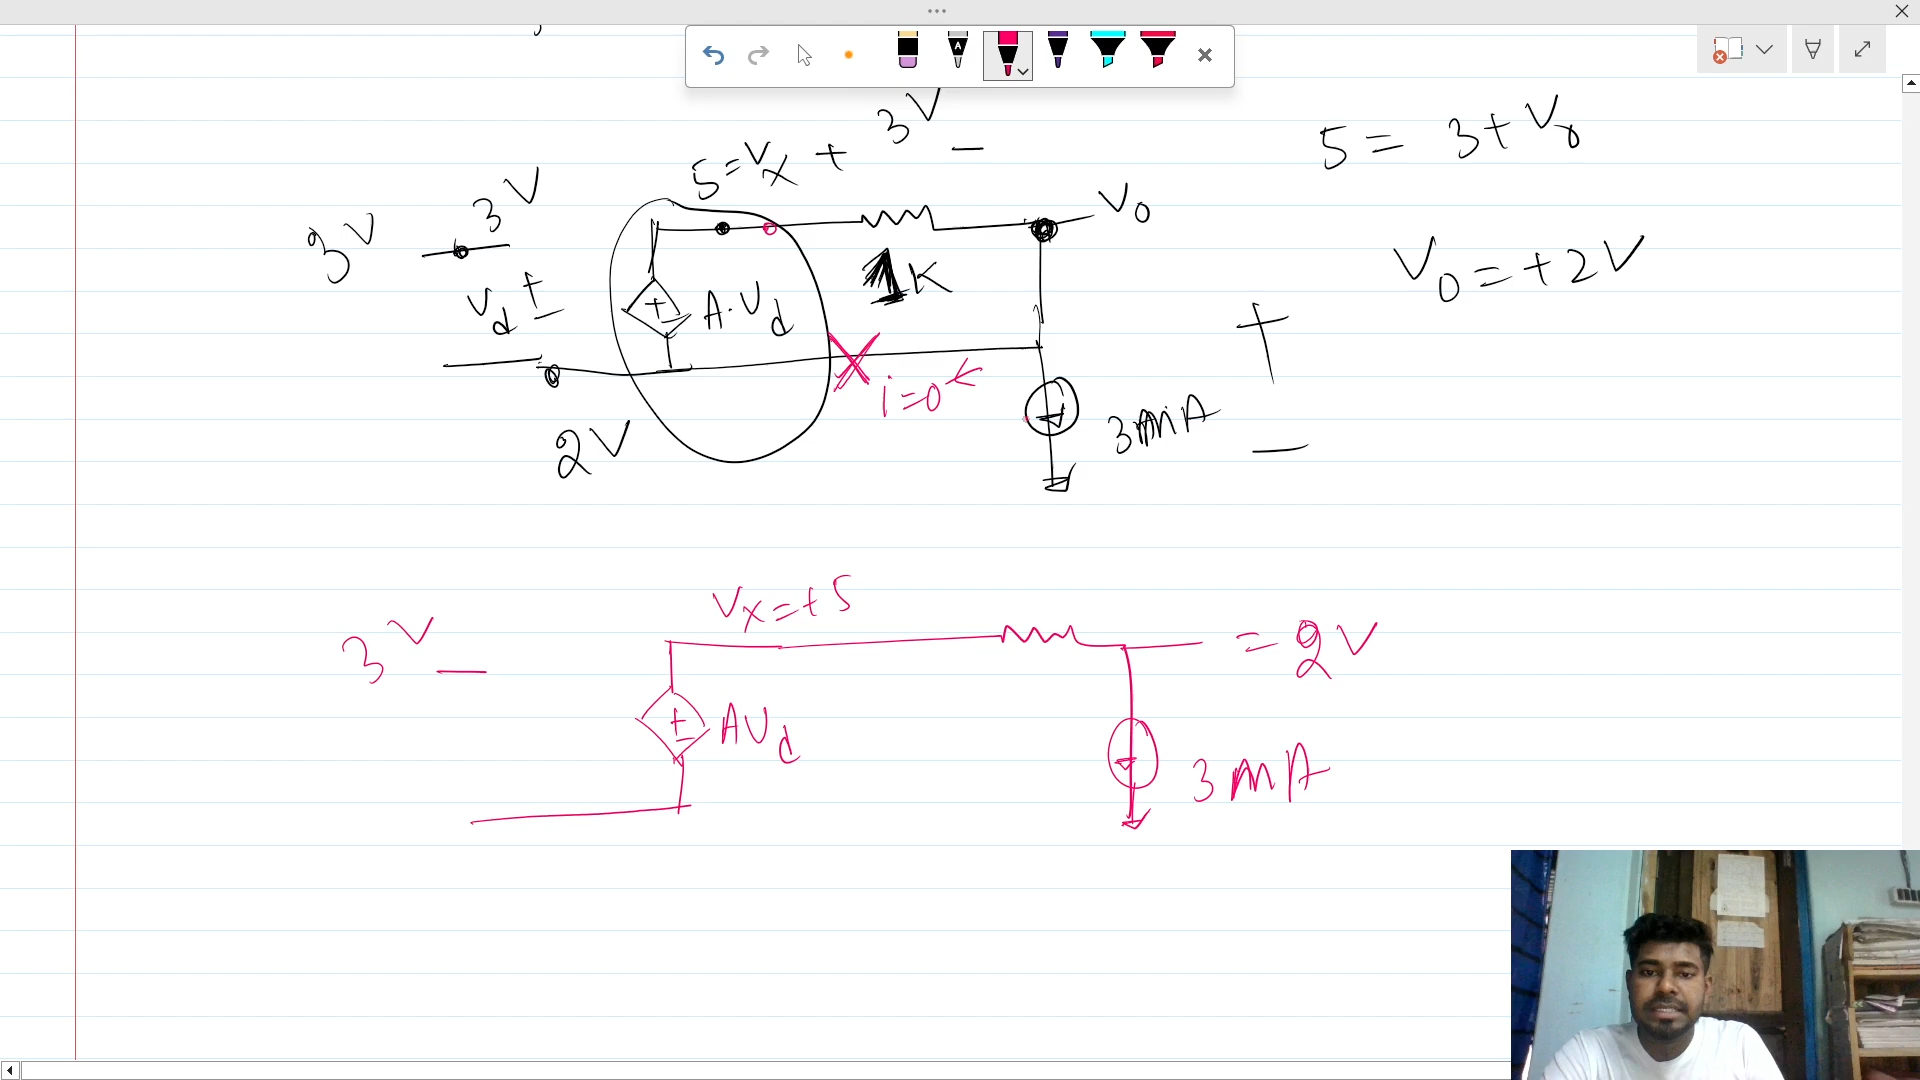 3V
5 = Vx + -
5 = 3 + Vo
3V
3V
Vo
Vd + -
+ -
A.Vd
1K
Vo = +2V
i=0
+
3mA
2V
-
Vx = +5
3V
= 2V
+ -
AVd
3mA